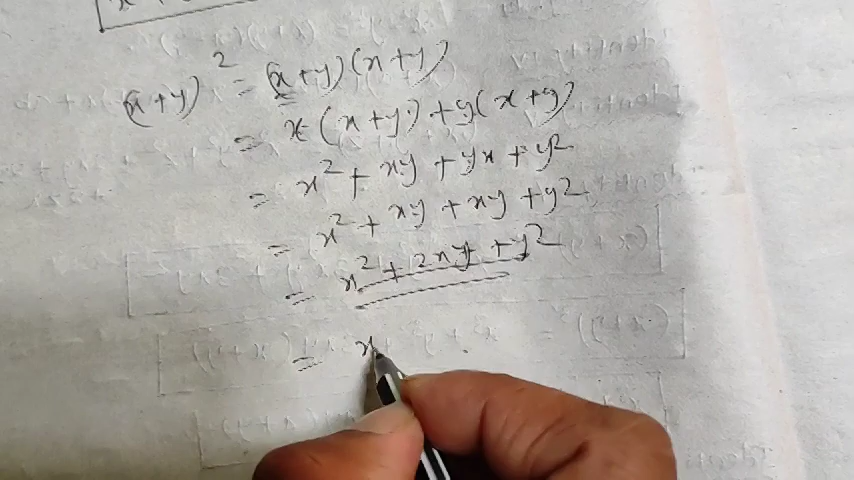 (x+y)² = (x+y)(x+y)
= x(x+y)+y(x+y)
= x²+xy+yx+y²
= x²+xy+xy+y²
= x²+2xy+y²
= x